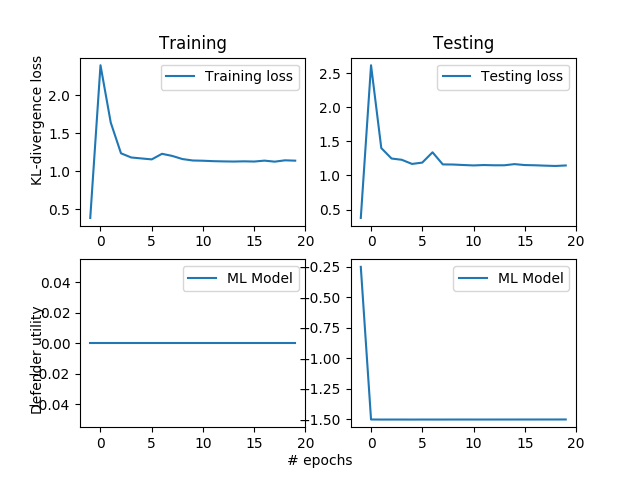 Training
Testing
KL-divergence loss
Training loss
Testing loss
2.0
1.5
1.0
0.5
2.5
2.0
1.5
1.0
0.5
0 5 10 15 20
0 5 10 15 20
Defender utility
ML Model
ML Model
0.04
0.02
0.00
0.02
0.04
−0.25
−0.50
−0.75
−1.00
−1.25
−1.50
0 5 10 15 20
0 5 10 15 20
# epochs